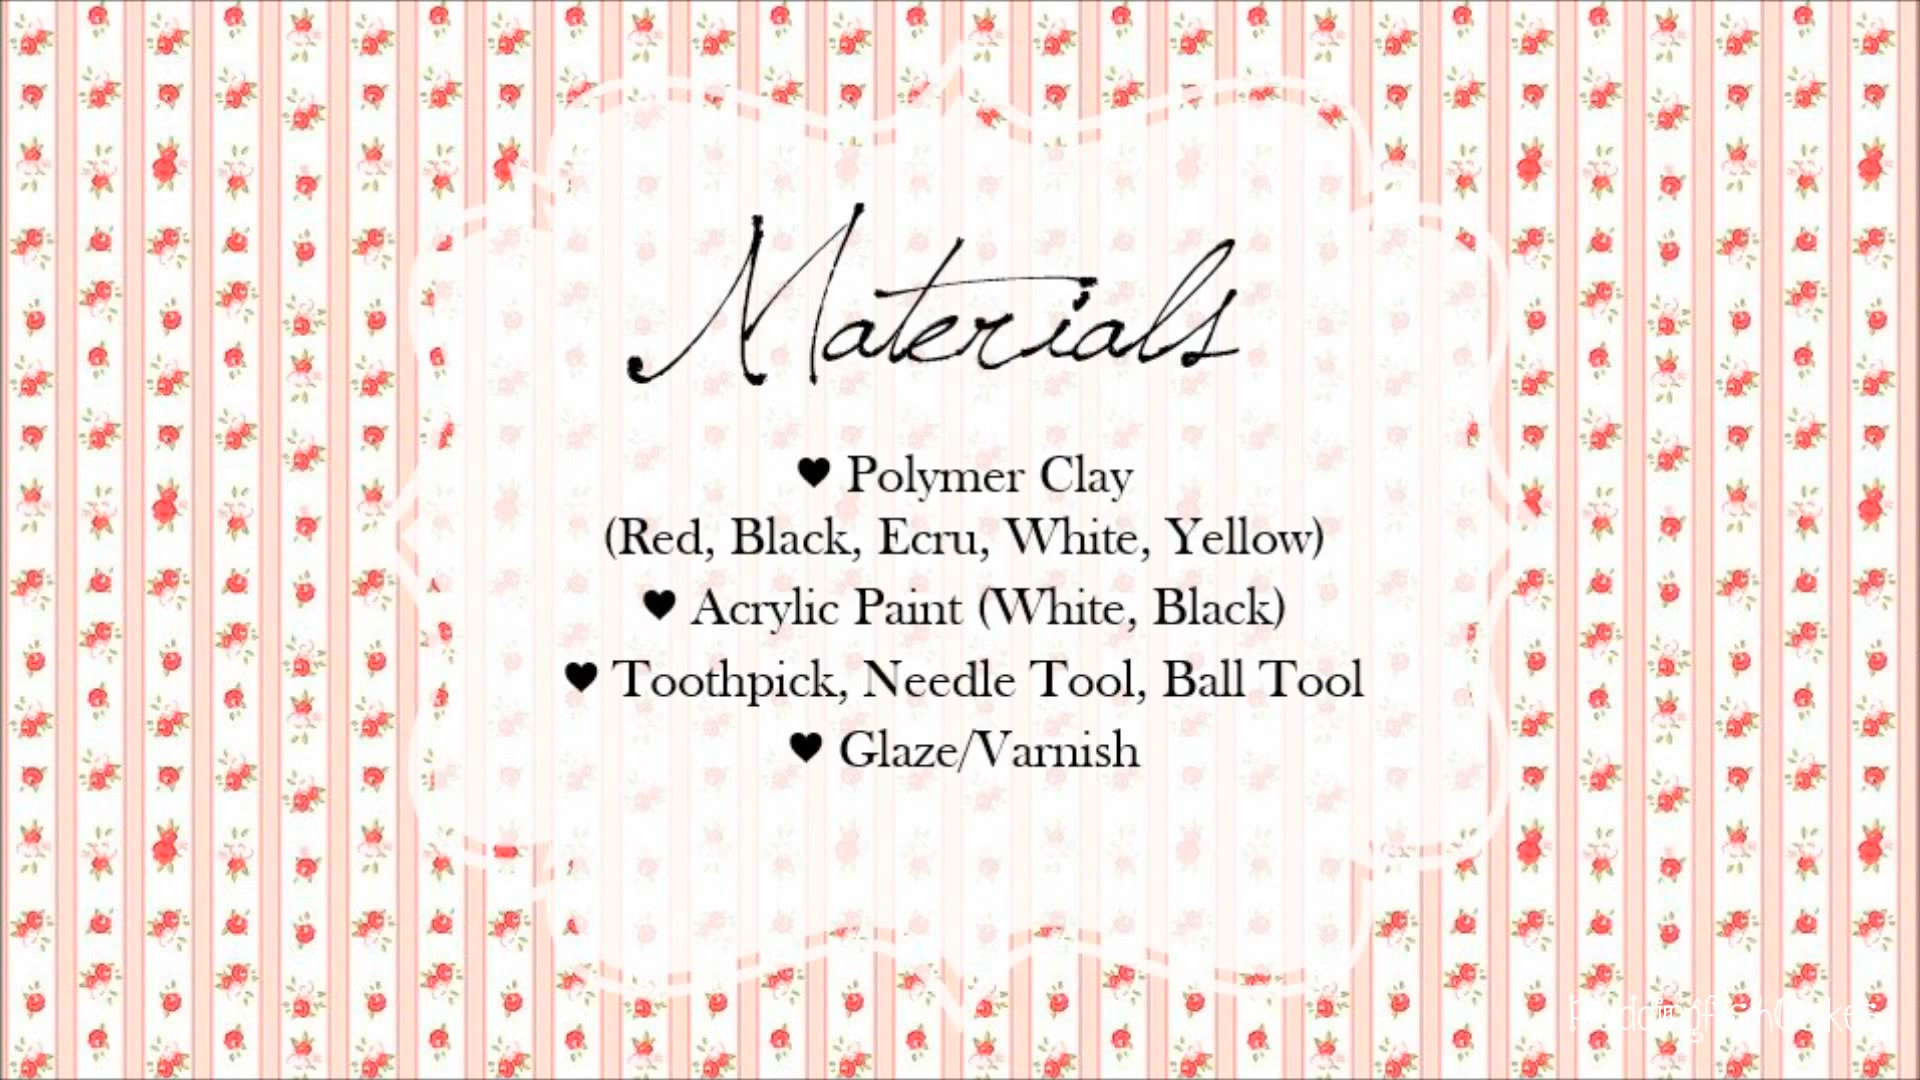 Materials
♥ Polymer Clay
(Red, Black, Ecru, White, Yellow)
♥ Acrylic Paint (White, Black)
♥ Toothpick, Needle Tool, Ball Tool
♥ Glaze/Varnish